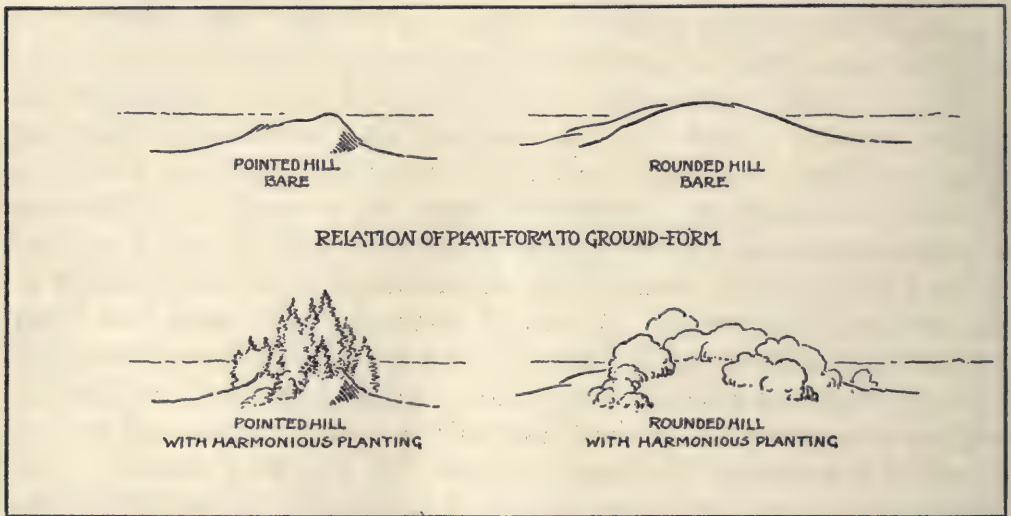 POINTED HILL
BARE
ROUNDED HILL
BARE
RELATION OF PLANT-FORM TO GROUND-FORM
POINTED HILL
WITH HARMONIOUS PLANTING
ROUNDED HILL
WITH HARMONIOUS PLANTING